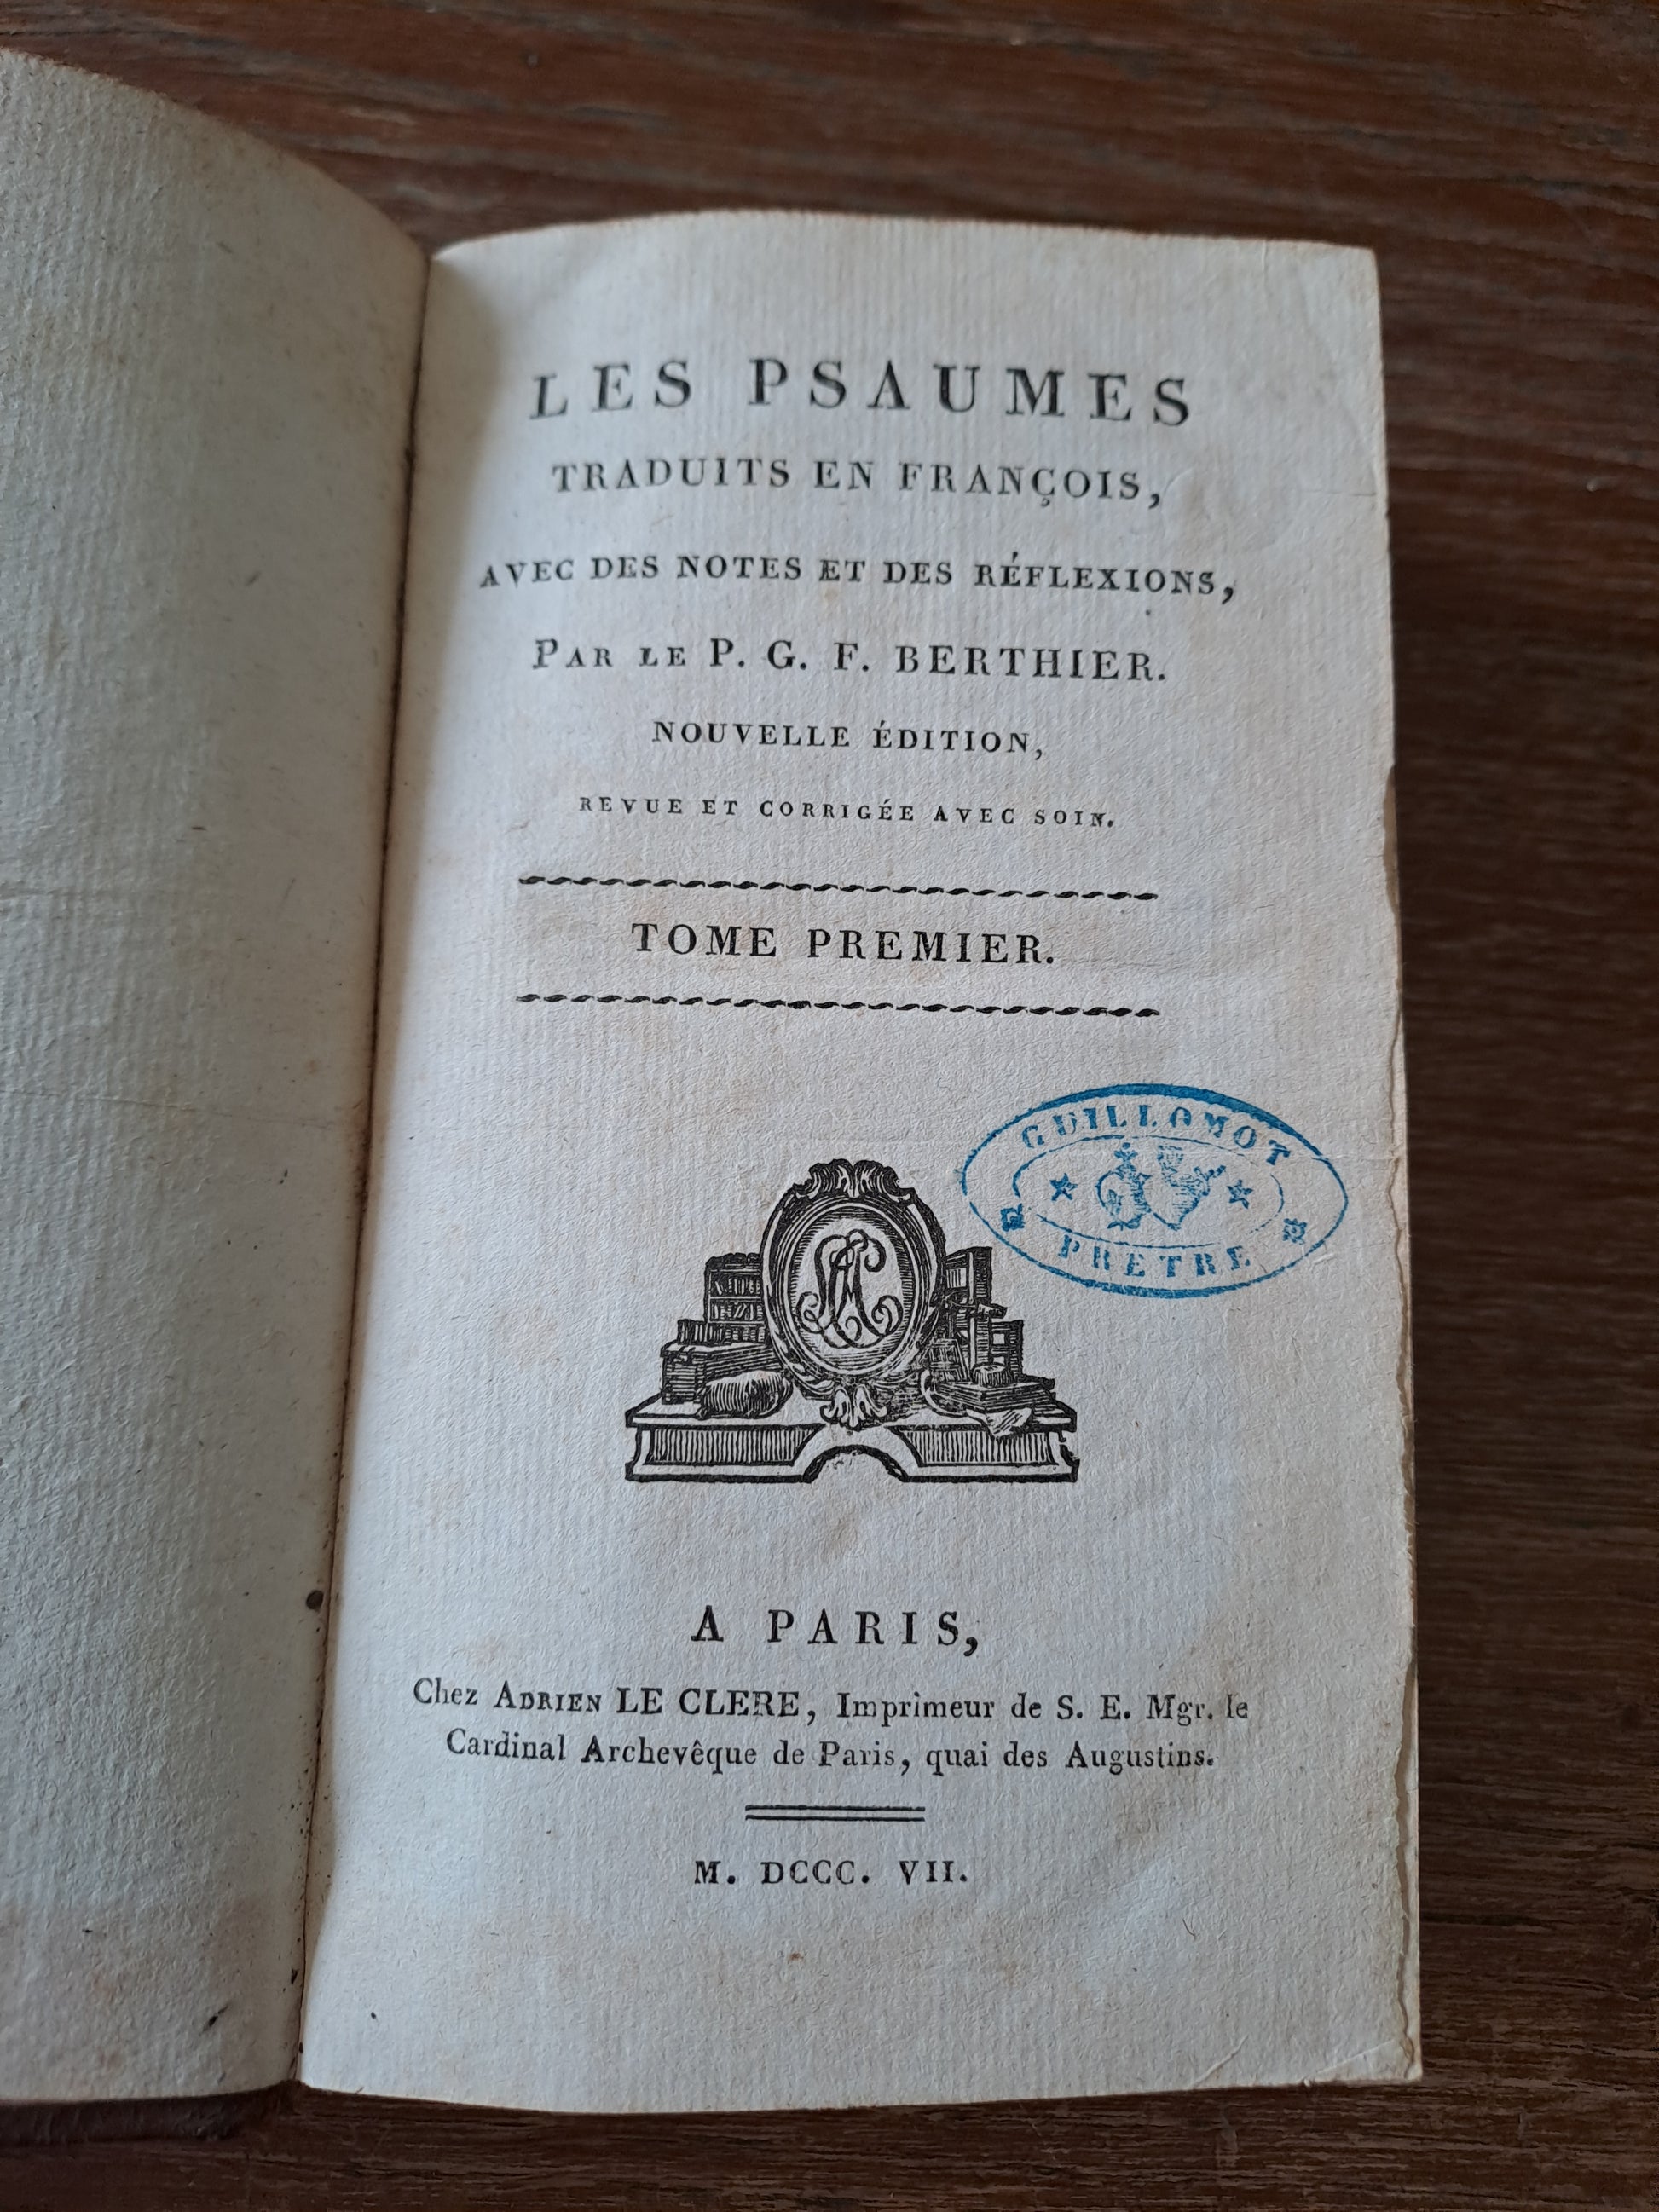 LES PSAUMES
TRADUITS EN FRANÇOIS,
AVEC DES NOTES ET DES RÉFLEXIONS,
PAR LE P. G. F. BERTHIER.
NOUVELLE ÉDITION,
REVUE ET CORRIGÉE AVEC SOIN.
TOME PREMIER.
GUILLOMOT
PRETRE
A PARIS,
Chez ADRIEN LE CLERE, Imprimeur de S. E. Mgr. le
Cardinal Archevêque de Paris, quai des Augustins.
M. DCCC. VII.